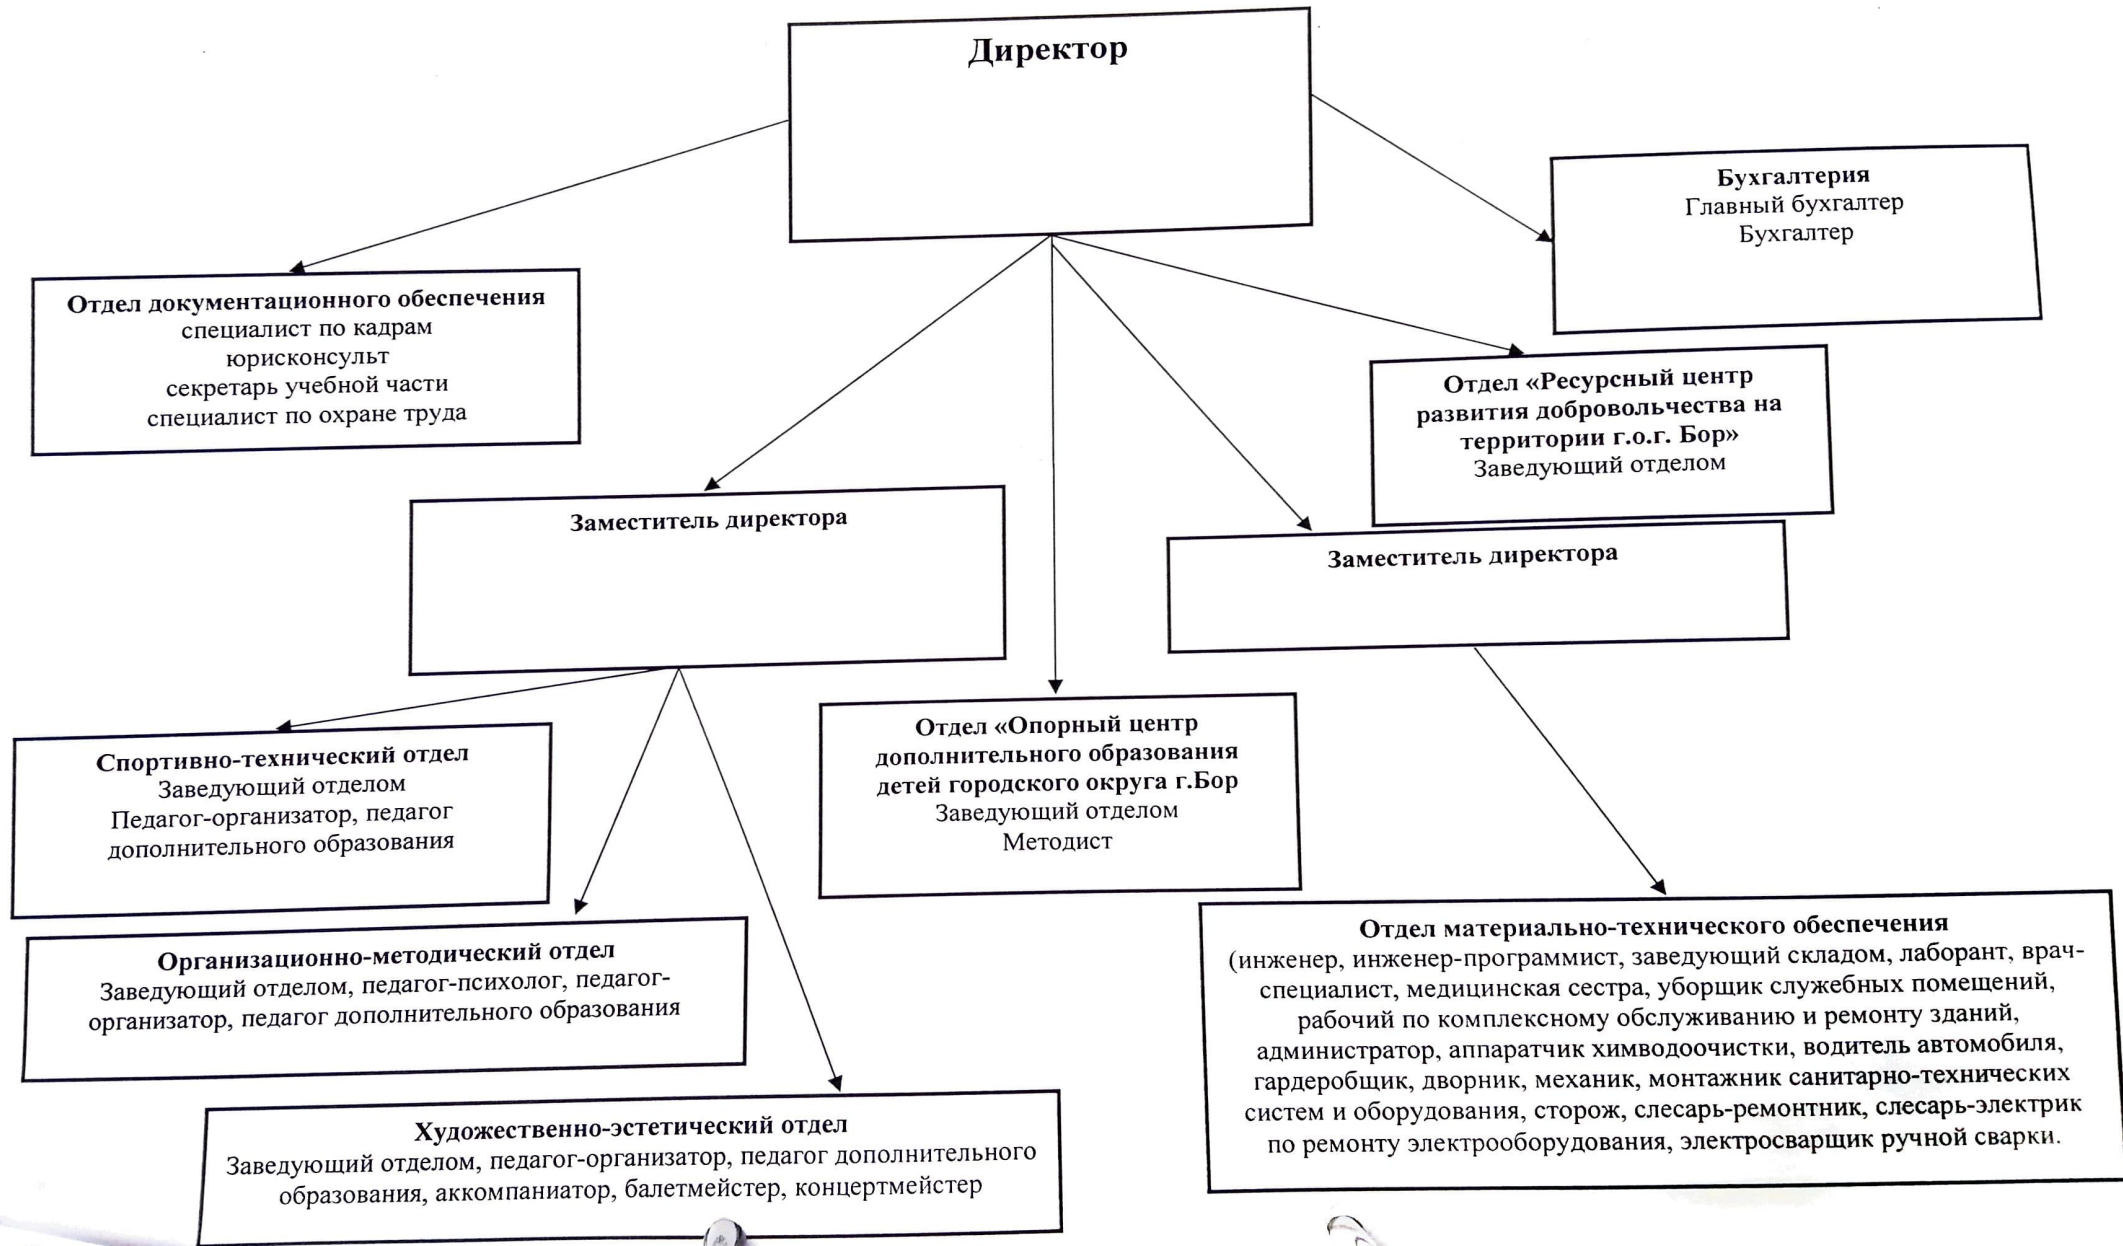 Директор
Бухгалтерия
Главный бухгалтер
Бухгалтер
Отдел документационного обеспечения
специалист по кадрам
юрисконсульт
секретарь учебной части
специалист по охране труда
Отдел «Ресурсный центр
развития добровольчества на
территории г.о.г. Бор»
Заведующий отделом
Заместитель директора
Заместитель директора
Спортивно-технический отдел
Заведующий отделом
Педагог-организатор, педагог
дополнительного образования
Отдел «Опорный центр
дополнительного образования
детей городского округа г.Бор
Заведующий отделом
Методист
Организационно-методический отдел
Заведующий отделом, педагог-психолог, педагог-
организатор, педагог дополнительного образования
Художественно-эстетический отдел
Заведующий отделом, педагог-организатор, педагог дополнительного
образования, аккомпаниатор, балетмейстер, концертмейстер
Отдел материально-технического обеспечения
(инженер, инженер-программист, заведующий складом, лаборант, врач-
специалист, медицинская сестра, уборщик служебных помещений,
рабочий по комплексному обслуживанию и ремонту зданий,
администратор, аппаратчик химводоочистки, водитель автомобиля,
гардеробщик, дворник, механик, монтажник санитарно-технических
систем и оборудования, сторож, слесарь-ремонтник, слесарь-электрик
по ремонту электрооборудования, электросварщик ручной сварки.